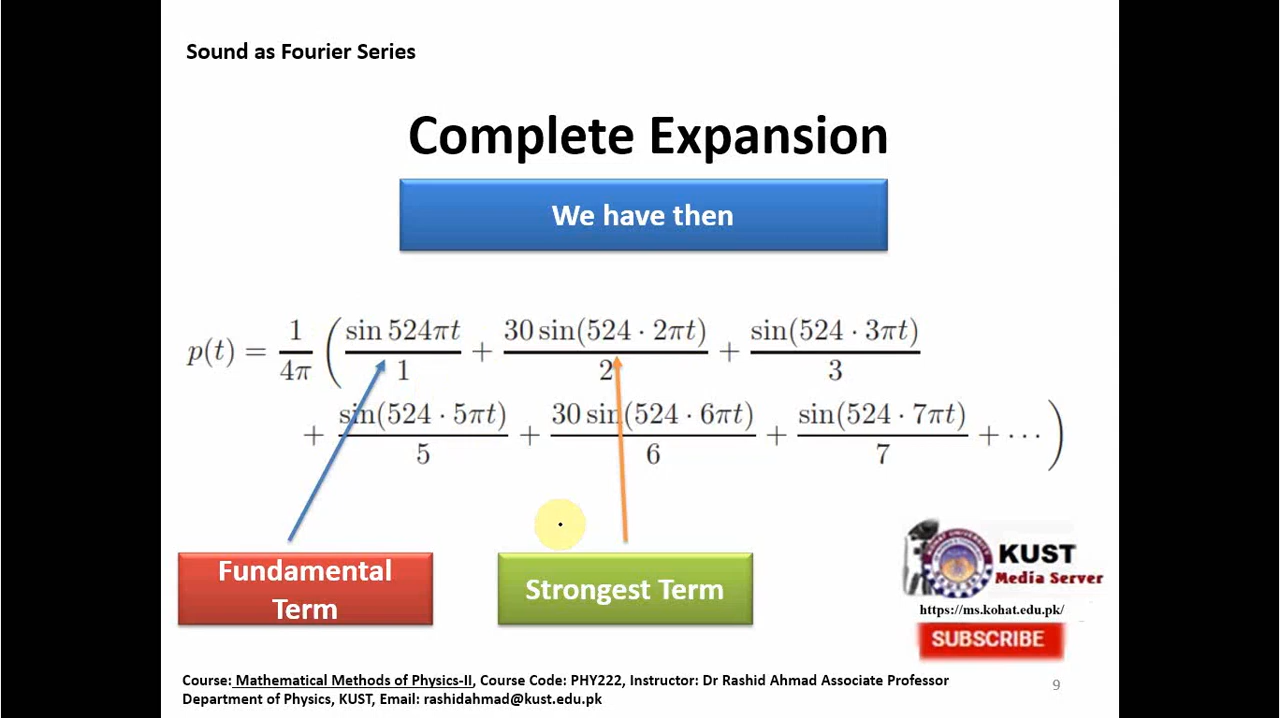 Sound as Fourier Series
Complete Expansion
We have then
p(t) = 1/4π ( sin 524πt/1 + 30 sin(524 · 2πt)/2 + sin(524 · 3πt)/3
+ sin(524 · 5πt)/5 + 30 sin(524 · 6πt)/6 + sin(524 · 7πt)/7 + ··· )
Fundamental
Term
Strongest Term
KUST
Media Server
https://ms.kohat.edu.pk/
SUBSCRIBE
Course: Mathematical Methods of Physics-II, Course Code: PHY222, Instructor: Dr Rashid Ahmad Associate Professor
Department of Physics, KUST, Email: rashidahmad@kust.edu.pk
9